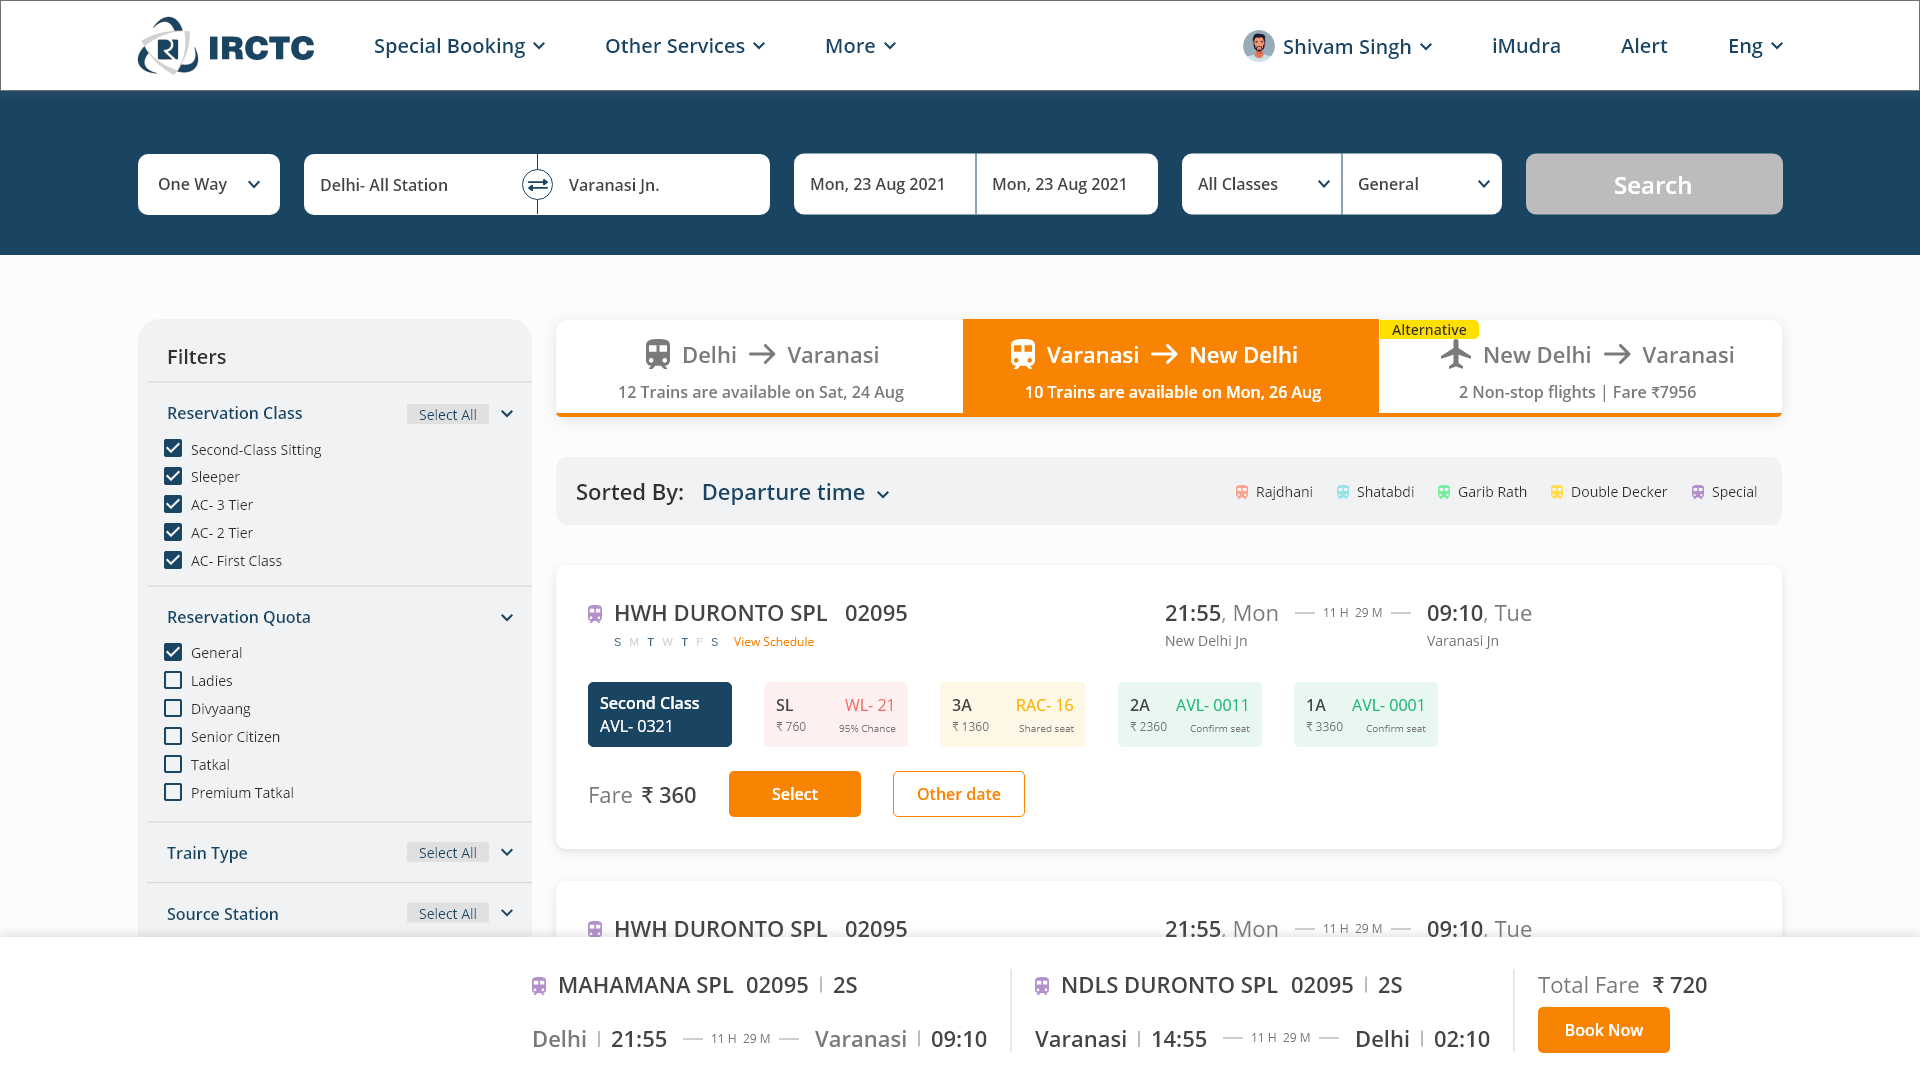 IRCTC
Special Booking
Other Services
More
Shivam Singh
iMudra
Alert
Eng
One Way
Delhi- All Station
Varanasi Jn.
Mon, 23 Aug 2021
Mon, 23 Aug 2021
All Classes
General
Search
Filters
Reservation Class
Select All
Second-Class Sitting
Sleeper
AC- 3 Tier
AC- 2 Tier
AC- First Class
Reservation Quota
General
Ladies
Divyaang
Senior Citizen
Tatkal
Premium Tatkal
Train Type
Select All
Source Station
Select All
Delhi → Varanasi
12 Trains are available on Sat, 24 Aug
Varanasi → New Delhi
10 Trains are available on Mon, 26 Aug
Alternative
New Delhi → Varanasi
2 Non-stop flights | Fare ₹7956
Sorted By: Departure time
Rajdhani
Shatabdi
Garib Rath
Double Decker
Special
HWH DURONTO SPL 02095
S M T W T F S View Schedule
21:55, Mon — 11 H 29 M — 09:10, Tue
New Delhi Jn
Varanasi Jn
Second Class
AVL- 0321
SL WL- 21
₹ 760 95% Chance
3A RAC- 16
₹ 1360 Shared seat
2A AVL- 0011
₹ 2360 Confirm seat
1A AVL- 0001
₹ 3360 Confirm seat
Fare ₹ 360
Select
Other date
HWH DURONTO SPL 02095
21:55, Mon — 11 H 29 M — 09:10, Tue
MAHAMANA SPL 02095 | 2S
Delhi | 21:55 — 11 H 29 M — Varanasi | 09:10
NDLS DURONTO SPL 02095 | 2S
Varanasi | 14:55 — 11 H 29 M — Delhi | 02:10
Total Fare ₹ 720
Book Now